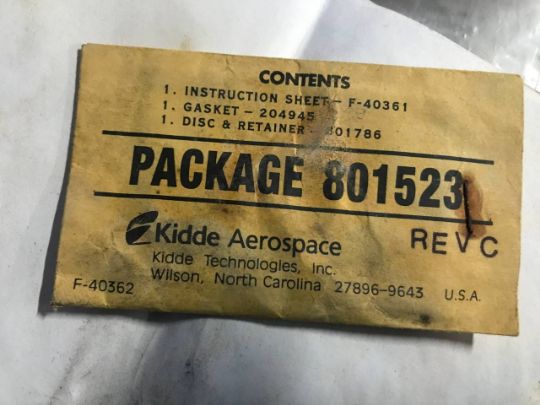 CONTENTS
1. INSTRUCTION SHEET - F-40361
1. GASKET - 204945
1. DISC & RETAINER
PACKAGE 801523
REV C
Kidde Aerospace
Kidde Technologies, Inc.
Wilson, North Carolina 27896-9643 U.S.A.
F-40362